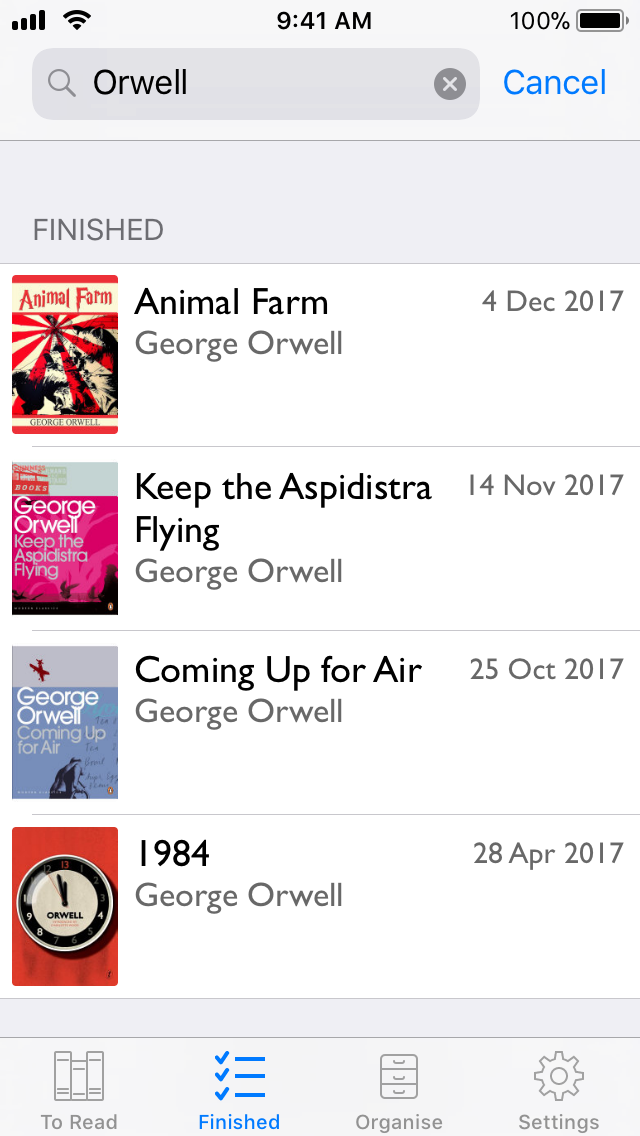 9:41 AM 100%
Orwell Cancel
FINISHED
Animal Farm
GEORGE ORWELL
Animal Farm 4 Dec 2017
George Orwell
BOOKS
George
Orwell
Keep the
Aspidistra
Flying
Keep the Aspidistra 14 Nov 2017
Flying
George Orwell
George
Orwell
Coming Up
for Air
Coming Up for Air 25 Oct 2017
George Orwell
ORWELL
1984 28 Apr 2017
George Orwell
To Read Finished Organise Settings